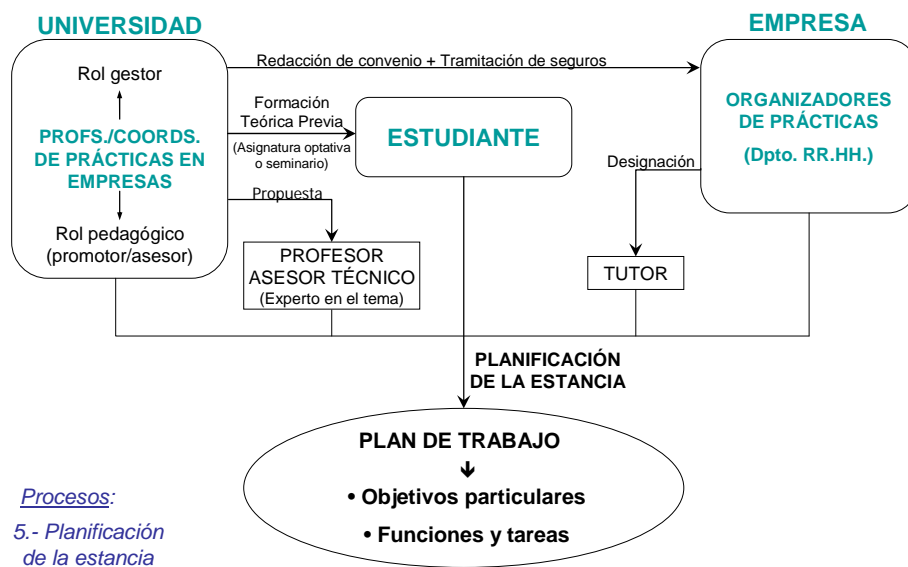 UNIVERSIDAD
EMPRESA
Rol gestor
PROFS./COORDS.
DE PRÁCTICAS EN
EMPRESAS
Rol pedagógico
(promotor/asesor)
Redacción de convenio + Tramitación de seguros
Formación
Teórica Previa
(Asignatura optativa
o seminario)
Propuesta
ESTUDIANTE
ORGANIZADORES
DE PRÁCTICAS
(Dpto. RR.HH.)
Designación
PROFESOR
ASESOR TÉCNICO
(Experto en el tema)
TUTOR
PLANIFICACIÓN
DE LA ESTANCIA
PLAN DE TRABAJO
• Objetivos particulares
• Funciones y tareas
Procesos:
5.- Planificación
de la estancia